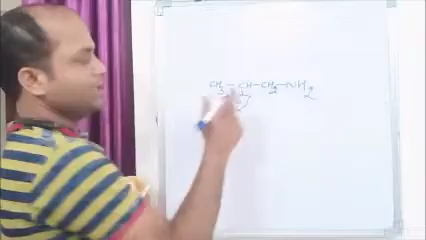 CH3 – CH – CH2 – NH2